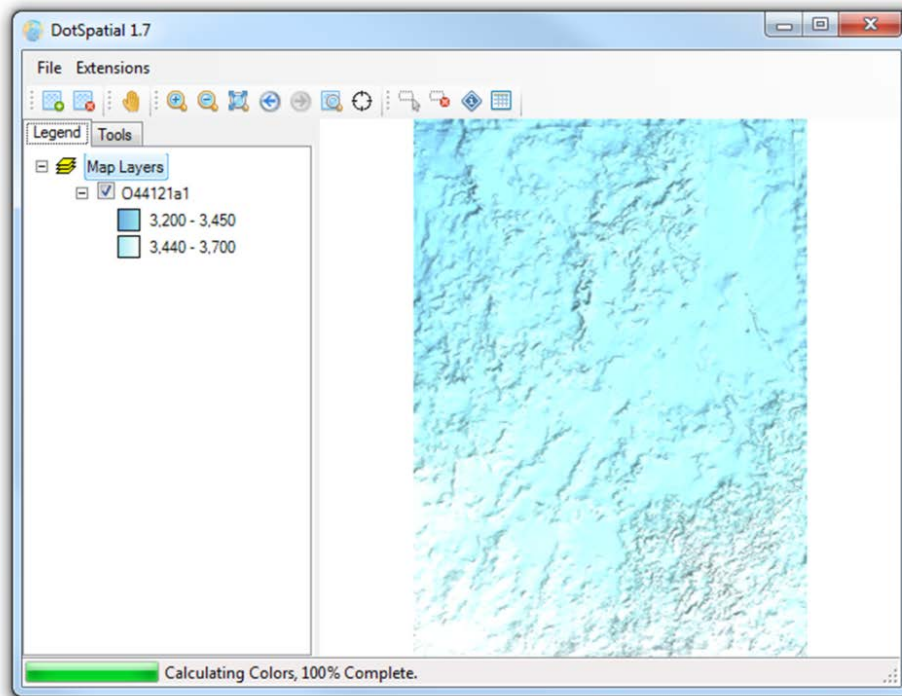 DotSpatial 1.7
File Extensions
Legend Tools
Map Layers
O44121a1
3,200 - 3,450
3,440 - 3,700
Calculating Colors, 100% Complete.